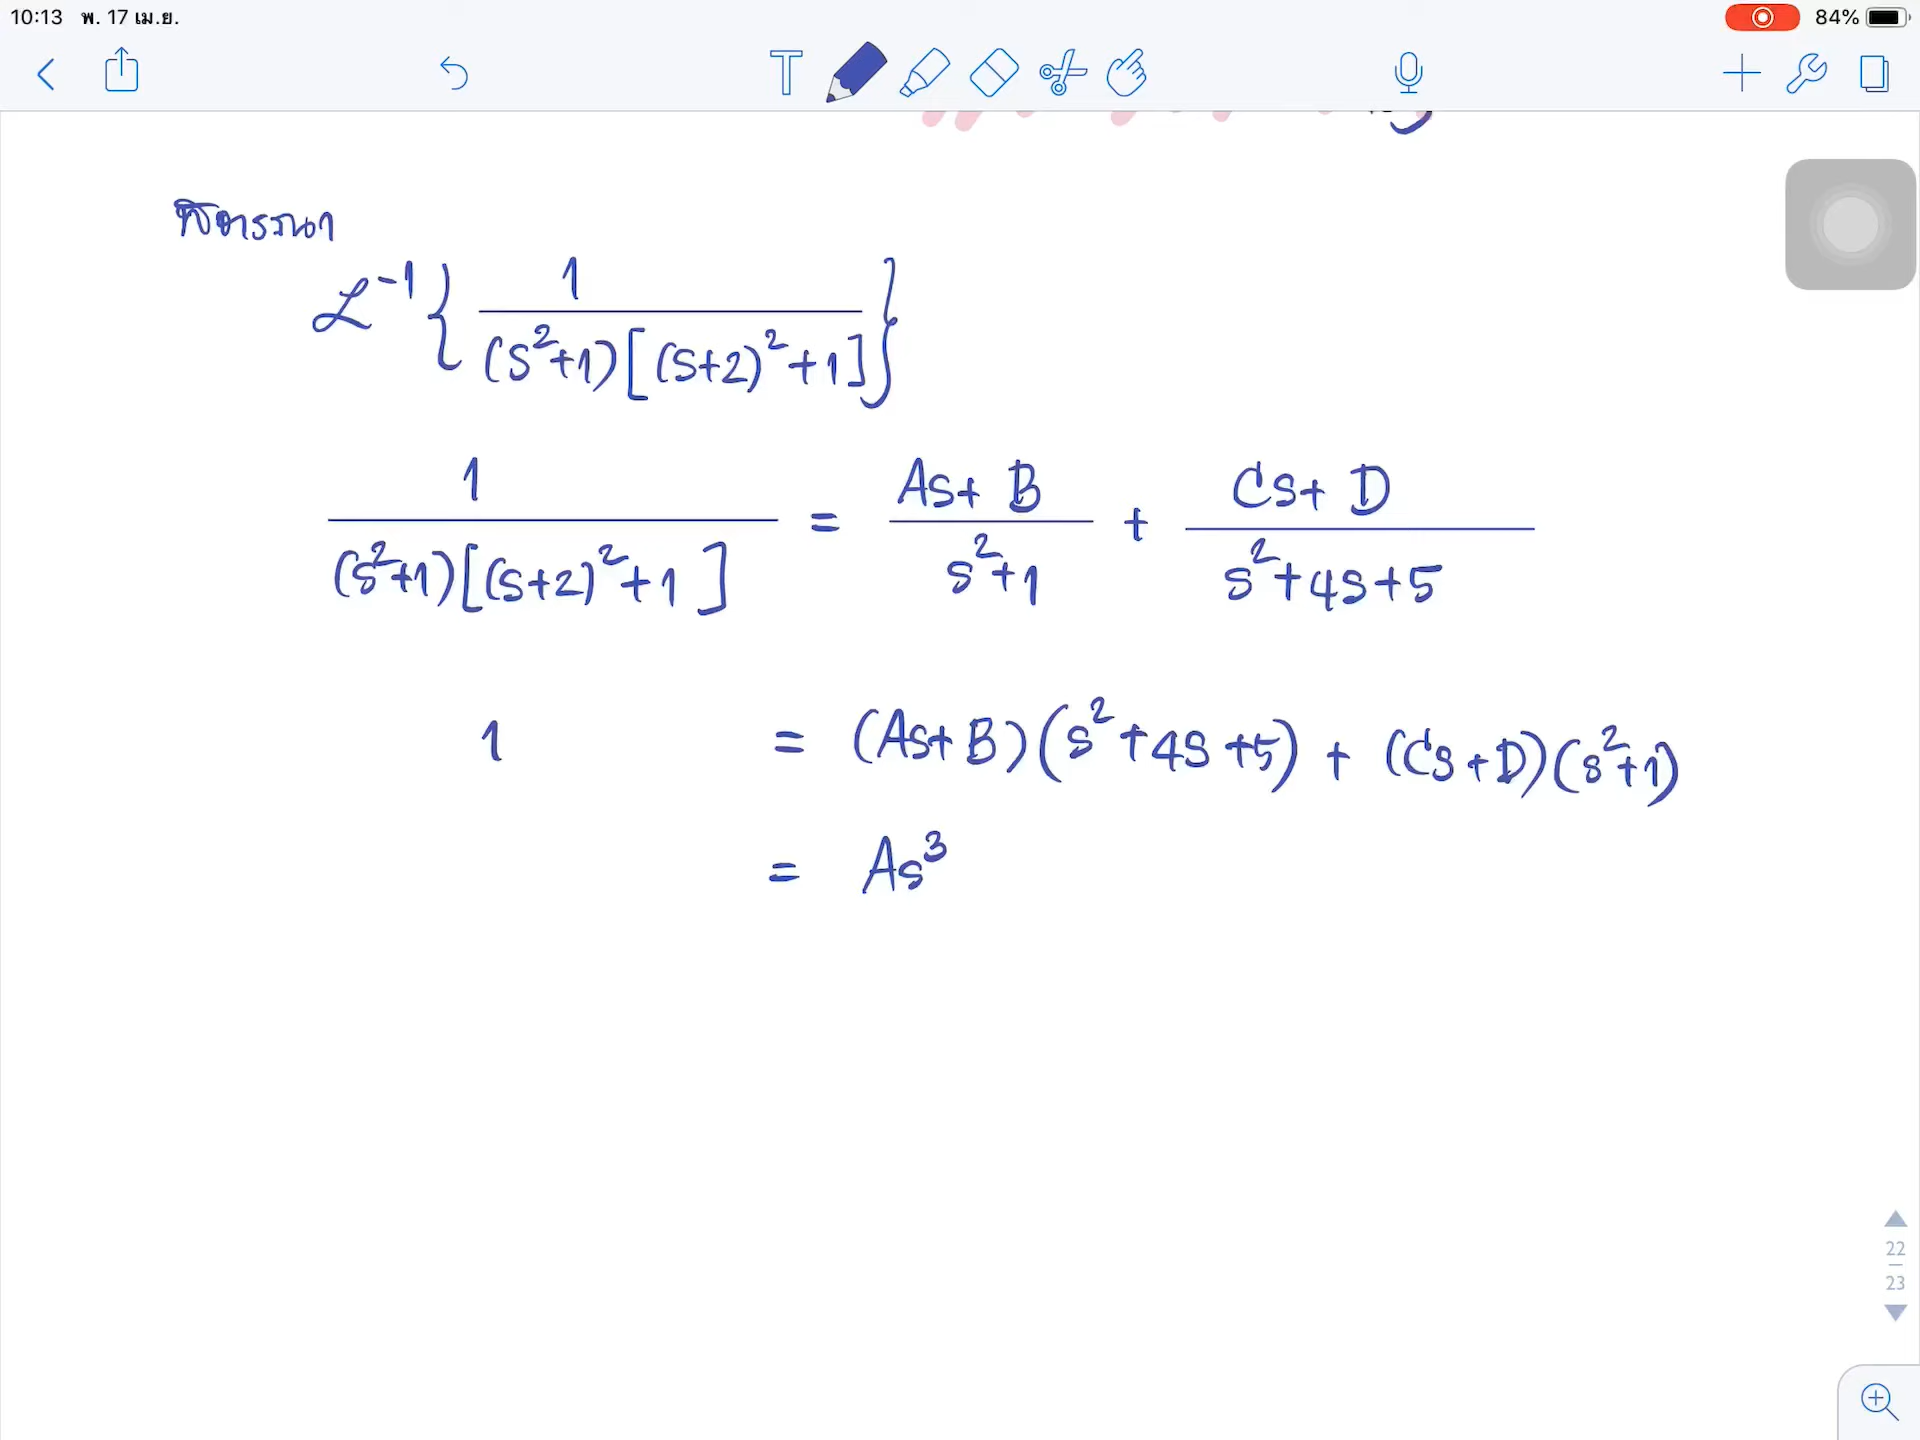 10:13 พ. 17 เม.ย. 84%
T
พิจารณา
ℒ⁻¹{ 1 / (s²+1)[(s+2)²+1] }
1 / (s²+1)[(s+2)²+1] = As+B / s²+1 + Cs+D / s²+4s+5
1 = (As+B)(s²+4s+5) + (Cs+D)(s²+1)
= As³
22
23